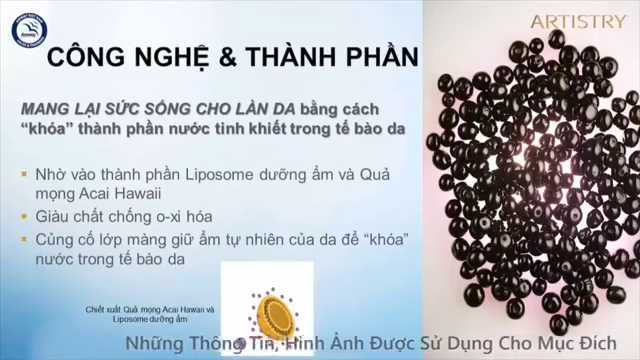 ARTISTRY
CÔNG NGHỆ & THÀNH PHẦN
MANG LẠI SỨC SỐNG CHO LÀN DA bằng cách
“khóa” thành phần nước tinh khiết trong tế bào da
Nhờ vào thành phần Liposome dưỡng ẩm và Quả
mọng Acai Hawaii
Giàu chất chống o-xi hóa
Củng cố lớp màng giữ ẩm tự nhiên của da để “khóa”
nước trong tế bào da
Chiết xuất Quả mọng Acai Hawaii và
Liposome dưỡng ẩm
Những Thông Tin, Hình Ảnh Được Sử Dụng Cho Mục Đích